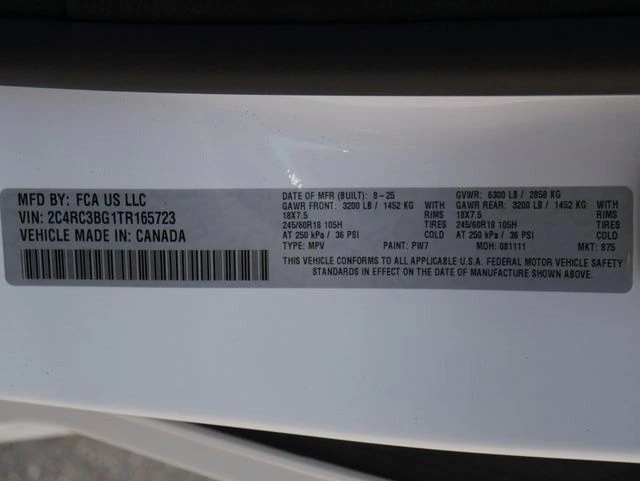 MFD BY: FCA US LLC
VIN: 2C4RC3BG1TR165723
VEHICLE MADE IN: CANADA
DATE OF MFR (BUILT): 8-25 GVWR: 6300 LB / 2858 KG
GAWR FRONT: 3200 LB / 1452 KG WITH GAWR REAR: 3200 LB / 1452 KG WITH
18X7.5 RIMS 18X7.5 RIMS
245/60R18 105H TIRES 245/60R18 105H TIRES
AT 250 kPa / 36 PSI COLD AT 250 kPa / 36 PSI COLD
TYPE: MPV PAINT: PW7 MDH: 081111 MKT: 875
THIS VEHICLE CONFORMS TO ALL APPLICABLE U.S.A. FEDERAL MOTOR VEHICLE SAFETY
STANDARDS IN EFFECT ON THE DATE OF MANUFACTURE SHOWN ABOVE.